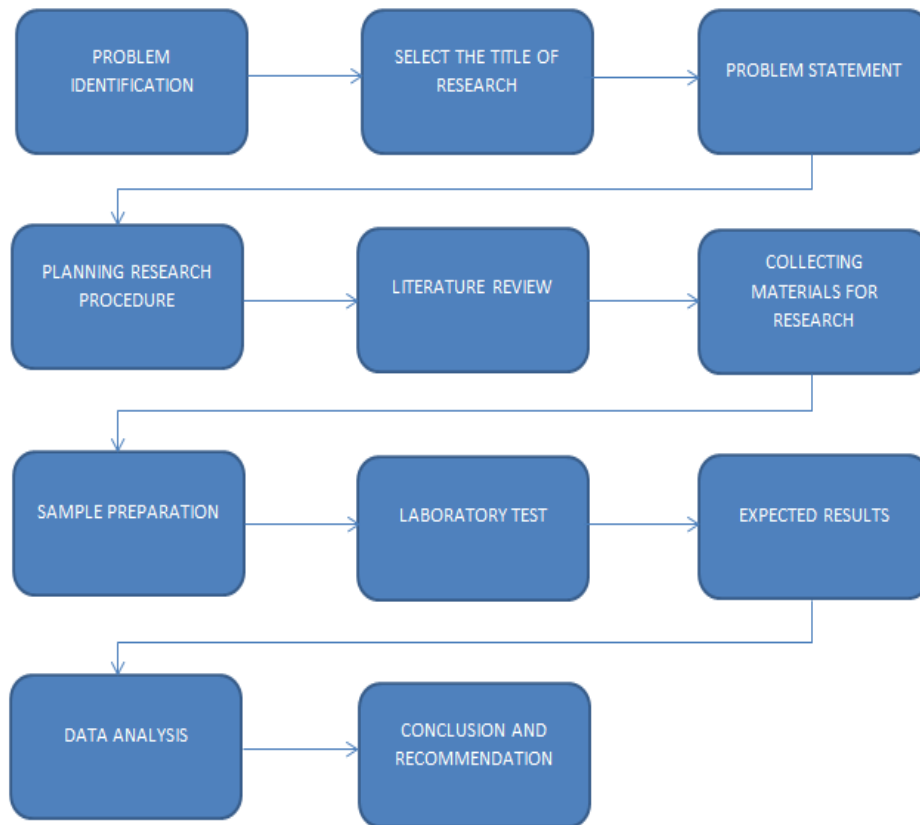 PROBLEM
IDENTIFICATION
SELECT THE TITLE OF
RESEARCH
PROBLEM STATEMENT
PLANNING RESEARCH
PROCEDURE
LITERATURE REVIEW
COLLECTING
MATERIALS FOR
RESEARCH
SAMPLE PREPARATION
LABORATORY TEST
EXPECTED RESULTS
DATA ANALYSIS
CONCLUSION AND
RECOMMENDATION